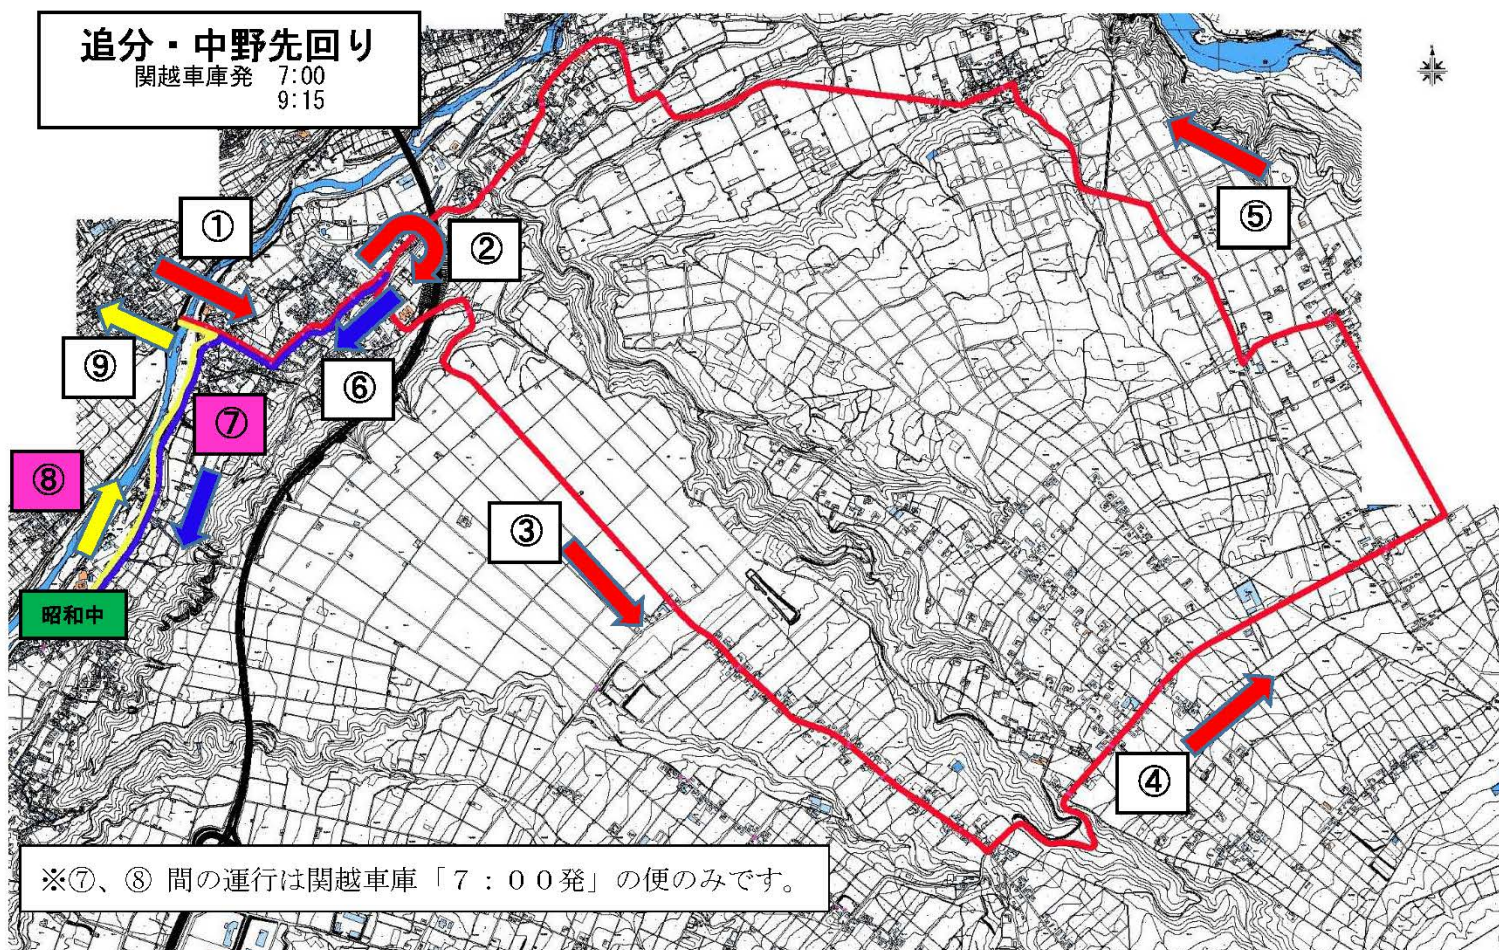 追分・中野先回り
関越車庫発 7:00
9:15
①
②
⑤
⑨
⑥
⑦
⑧
③
昭和中
④
※⑦、⑧ 間の運行は関越車庫「7：00発」の便のみです。